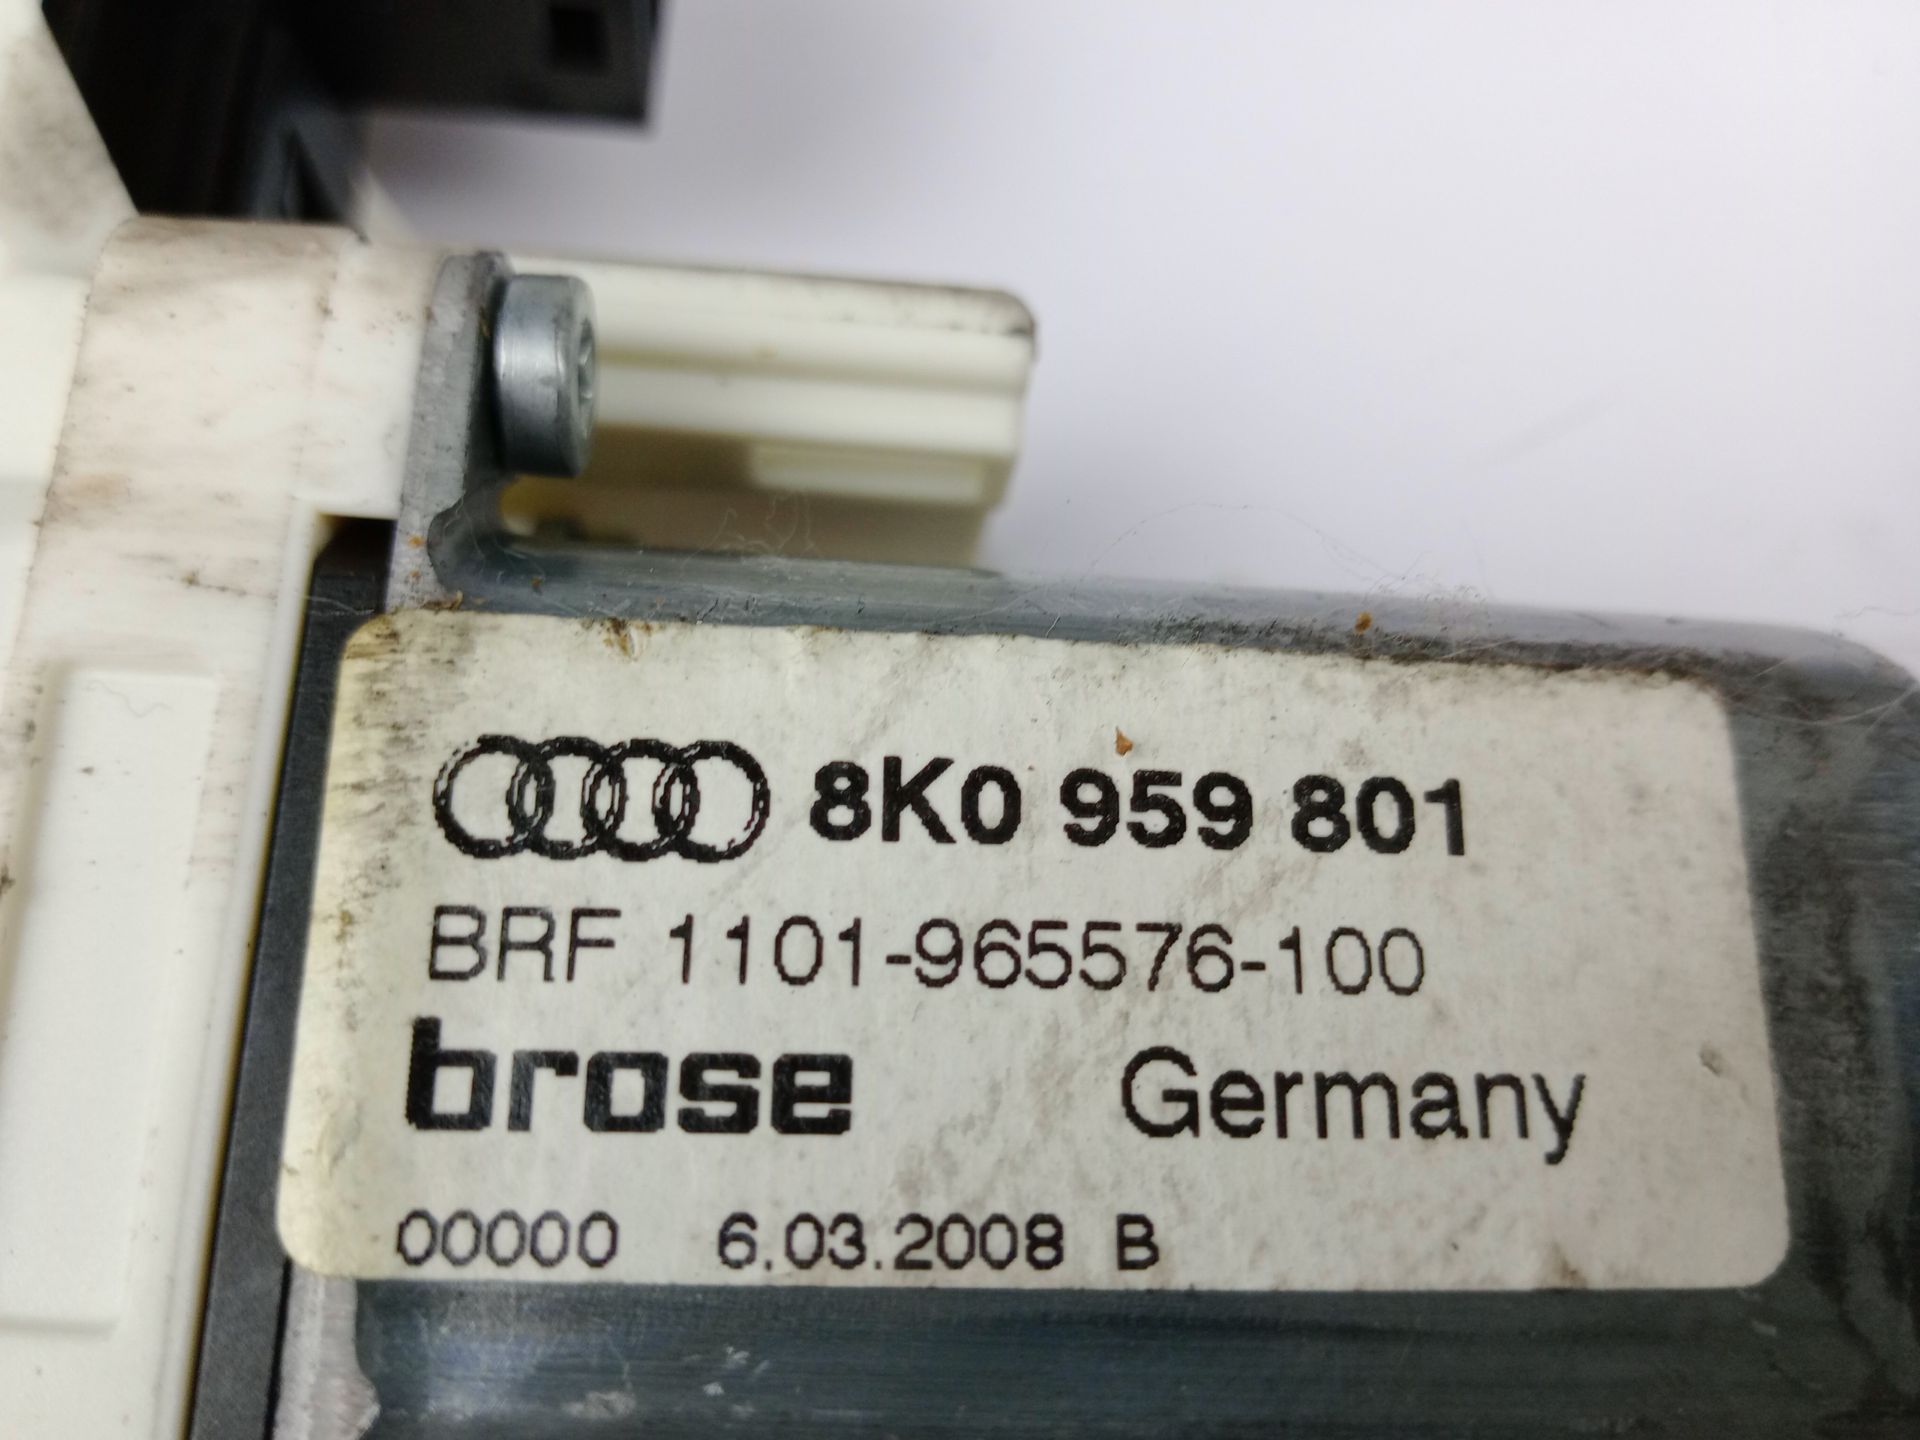 8K0 959 801
BRF 1101-965576-100
brose Germany
00000 6.03.2008 B